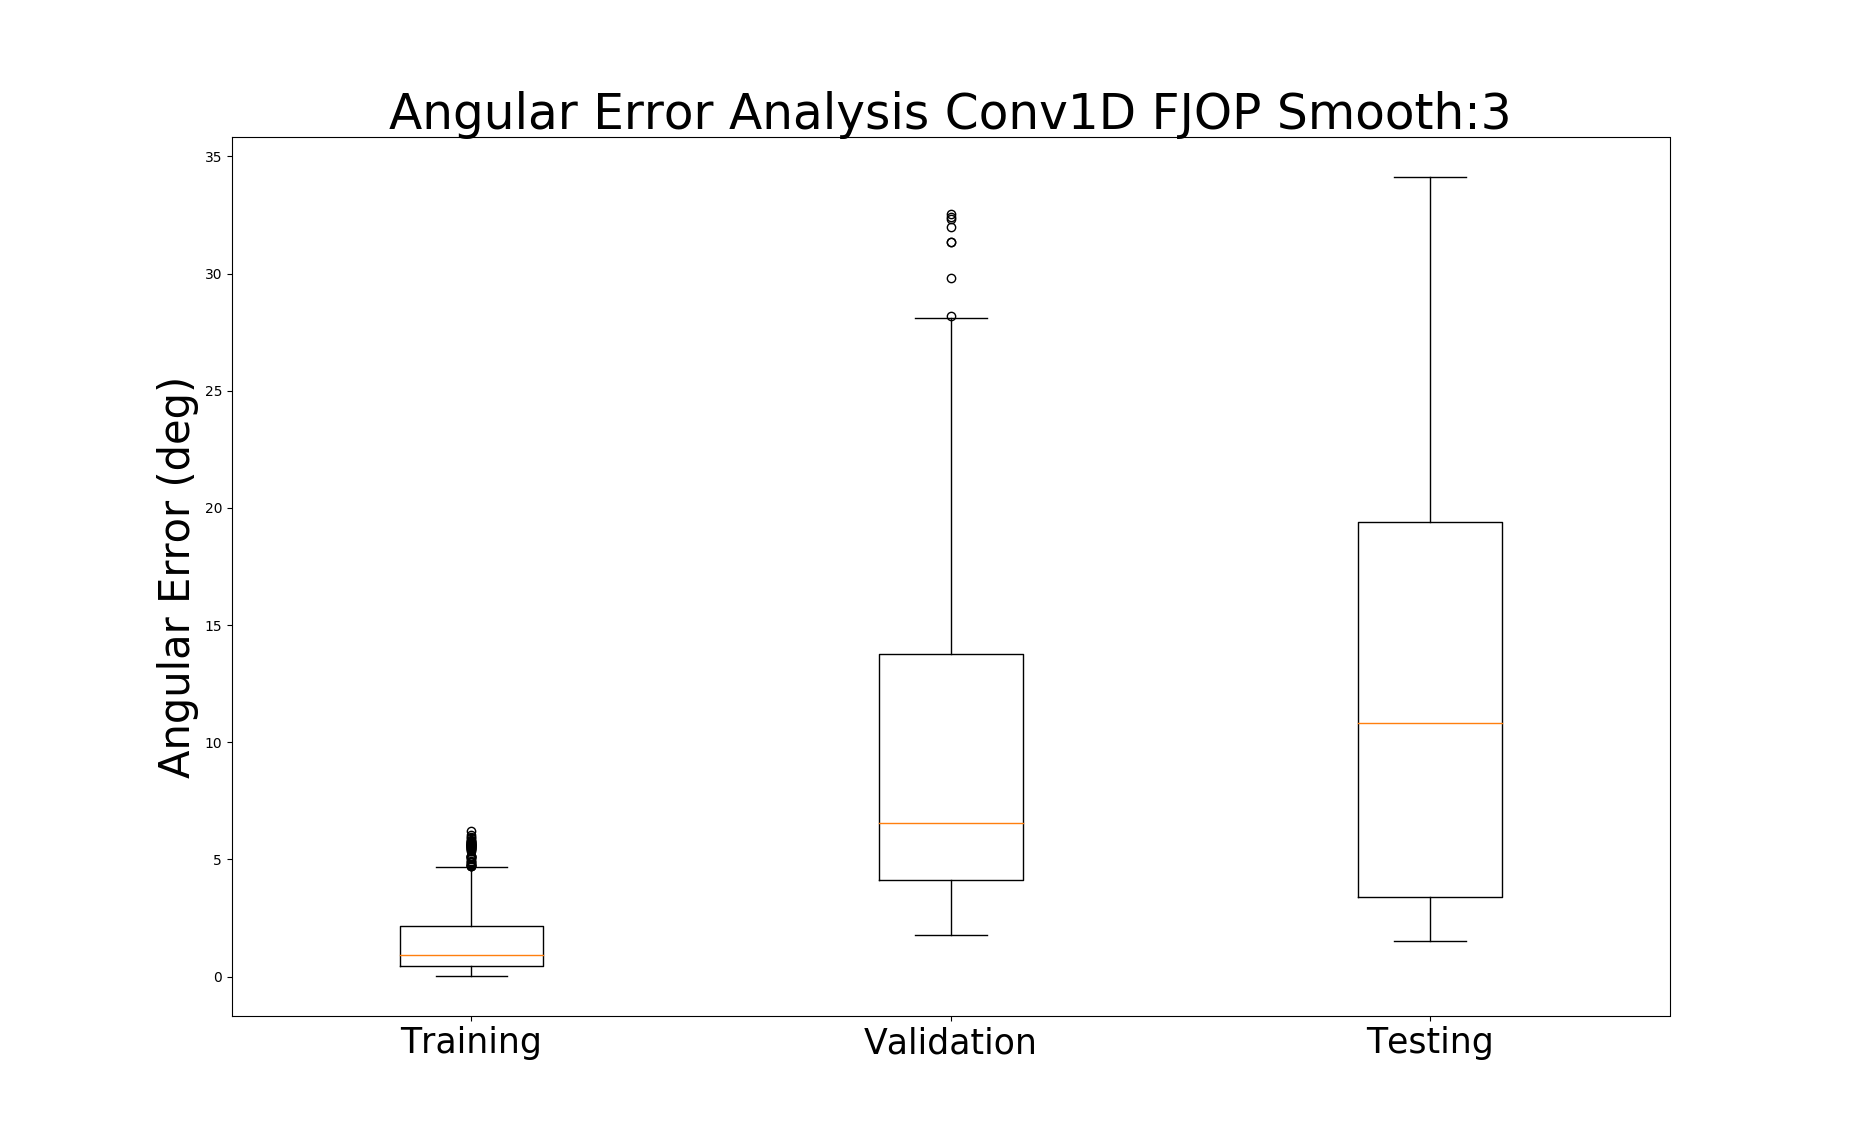 Angular Error Analysis Conv1D FJOP Smooth:3
Angular Error (deg)
35
30
25
20
15
10
5
0
Training
Validation
Testing